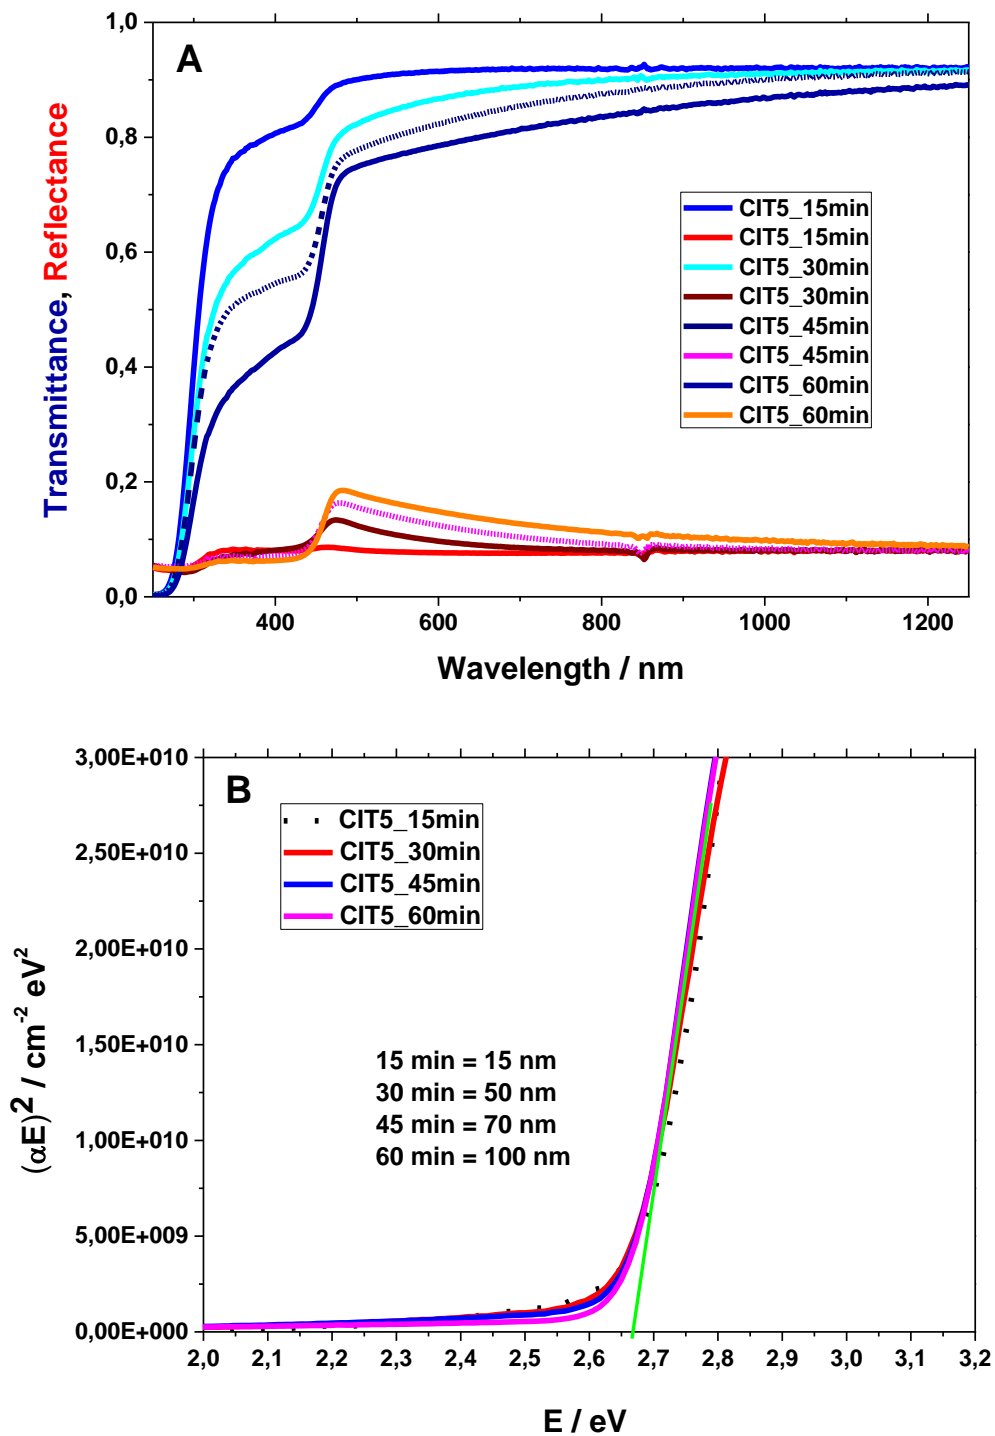 A
1,0
0,8
0,6
0,4
0,2
0,0
Transmittance, Reflectance
CIT5_15min
CIT5_15min
CIT5_30min
CIT5_30min
CIT5_45min
CIT5_45min
CIT5_60min
CIT5_60min
400 600 800 1000 1200
Wavelength / nm
B
3,00E+010
2,50E+010
2,00E+010
1,50E+010
1,00E+010
5,00E+009
0,00E+000
(αE)² / cm⁻² eV²
CIT5_15min
CIT5_30min
CIT5_45min
CIT5_60min
15 min = 15 nm
30 min = 50 nm
45 min = 70 nm
60 min = 100 nm
2,0 2,1 2,2 2,3 2,4 2,5 2,6 2,7 2,8 2,9 3,0 3,1 3,2
E / eV